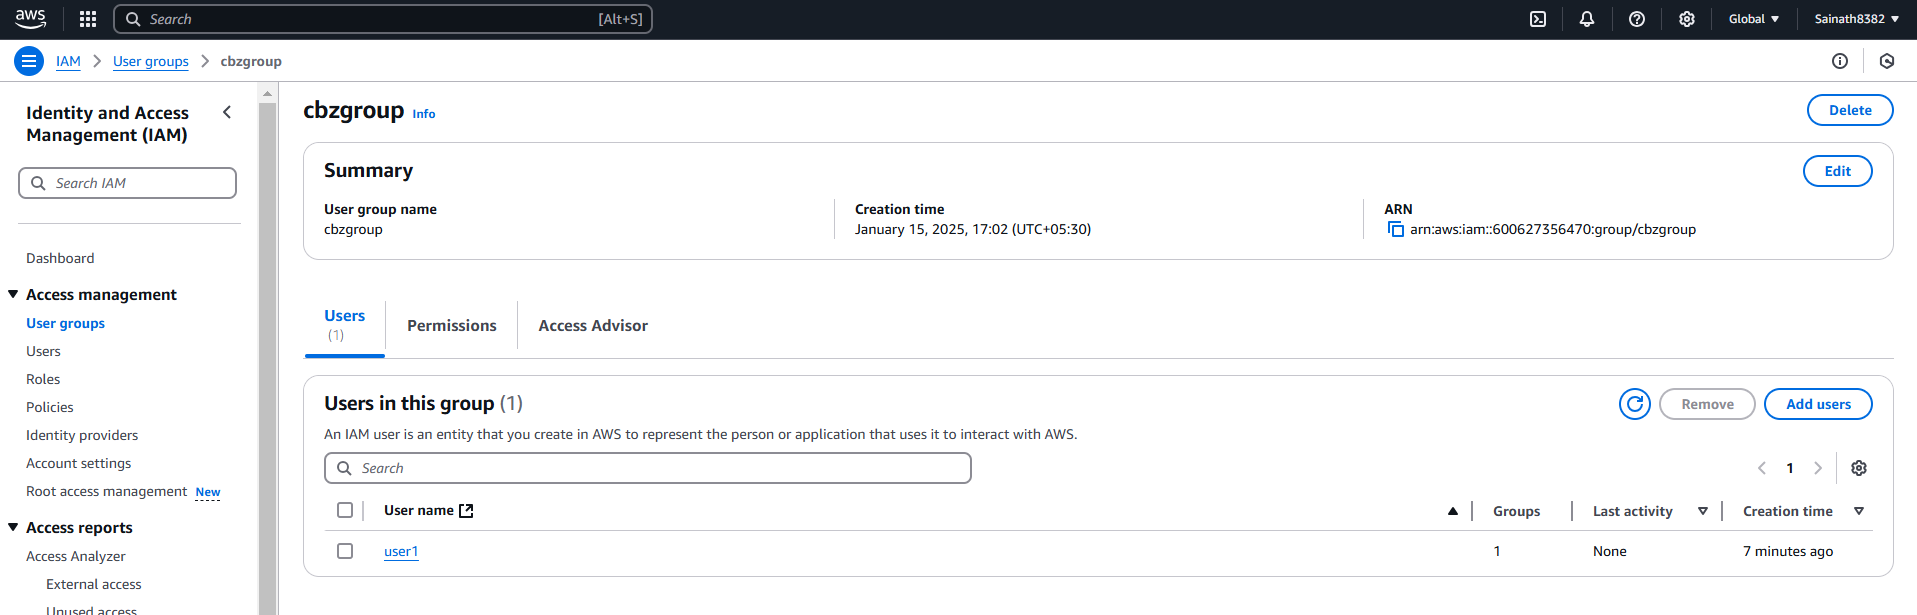 aws
Search [Alt+S]
Global Sainath8382
IAM User groups cbzgroup
Identity and Access
Management (IAM)
Search IAM
Dashboard
Access management
User groups
Users
Roles
Policies
Identity providers
Account settings
Root access management New
Access reports
Access Analyzer
External access
Unused access
cbzgroup Info
Delete
Summary
Edit
User group name
cbzgroup
Creation time
January 15, 2025, 17:02 (UTC+05:30)
ARN
arn:aws:iam::600627356470:group/cbzgroup
Users
(1)
Permissions
Access Advisor
Users in this group (1)
Remove
Add users
An IAM user is an entity that you create in AWS to represent the person or application that uses it to interact with AWS.
Search
1
User name Groups Last activity Creation time
user1 1 None 7 minutes ago